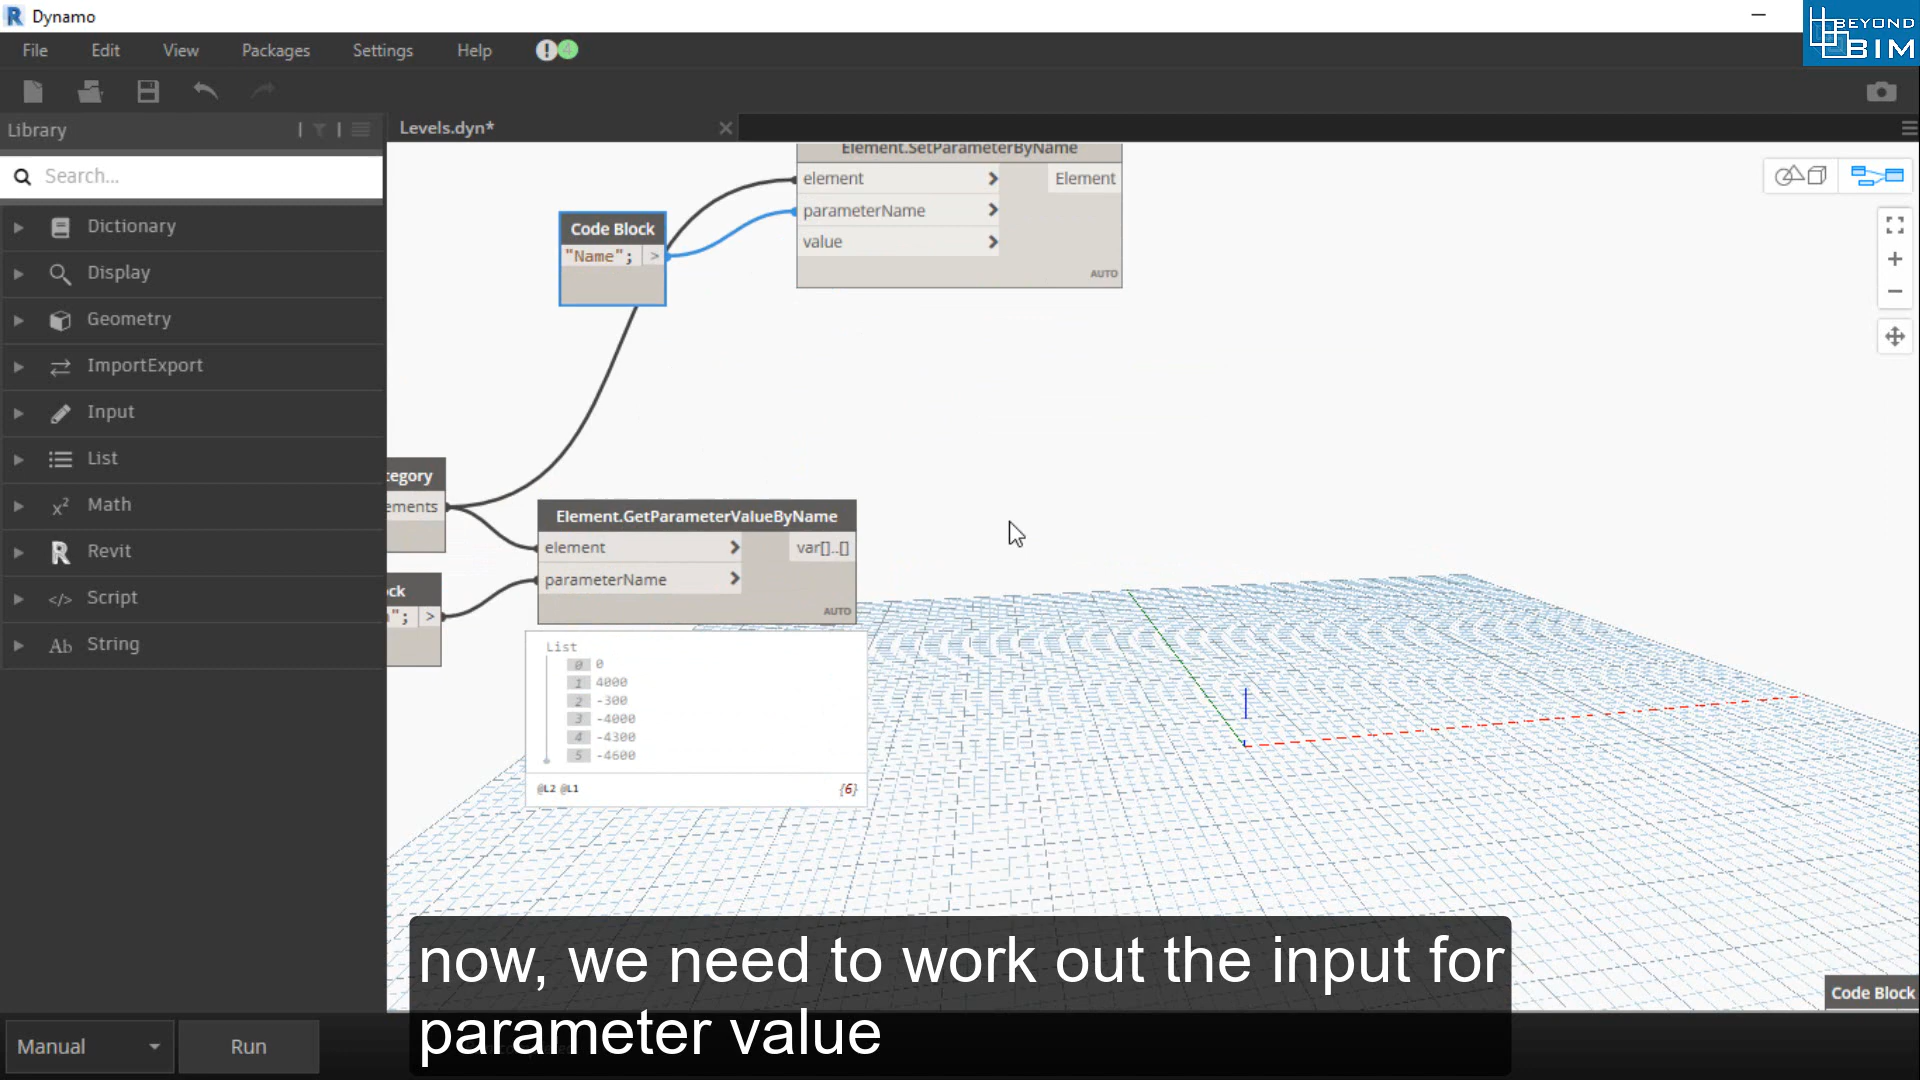 Dynamo
BEYOND
BIM
File Edit View Packages Settings Help
Library
Levels.dyn*
Search...
Dictionary
Display
Geometry
ImportExport
Input
List
Math
Revit
Script
String
Element.SetParameterByName
element > Element
parameterName >
value >
AUTO
Code Block
"Name"; >
tegory
ements
ck
"; >
Element.GetParameterValueByName
element > var[]..[]
parameterName >
AUTO
List
0 0
1 4000
2 -300
3 -4000
4 -4300
5 -4600
@L2 @L1 {6}
now, we need to work out the input for
parameter value
Code Block
Manual Run